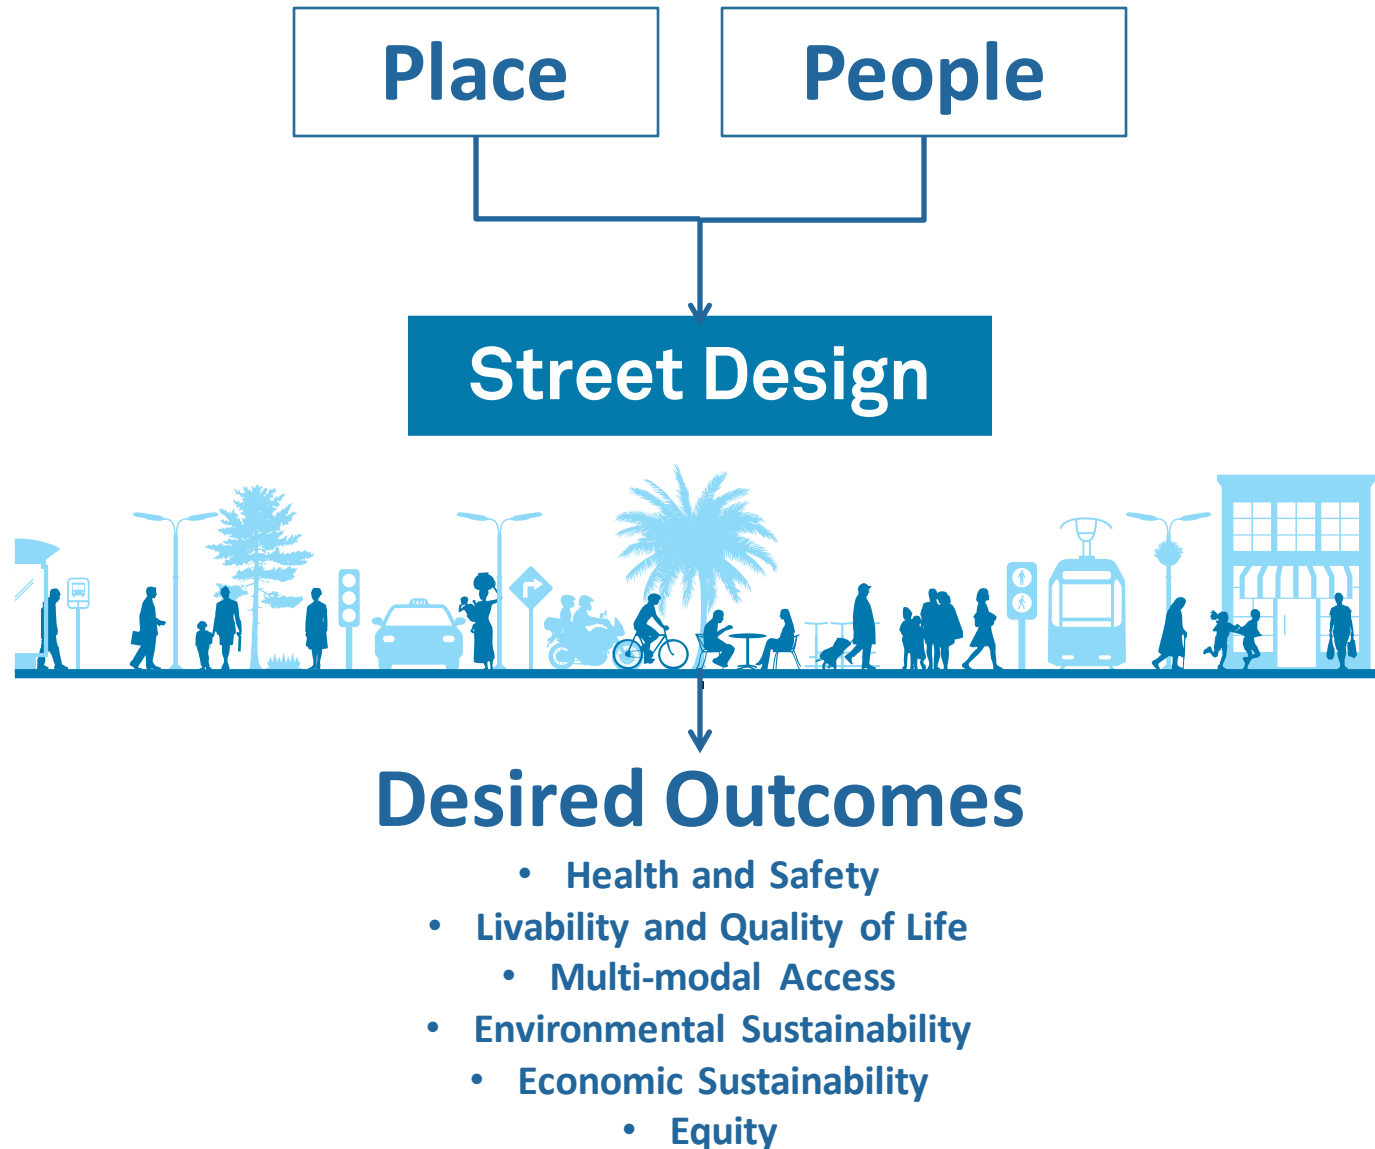 Place
People
Street Design
Desired Outcomes
• Health and Safety
• Livability and Quality of Life
• Multi-modal Access
• Environmental Sustainability
• Economic Sustainability
• Equity